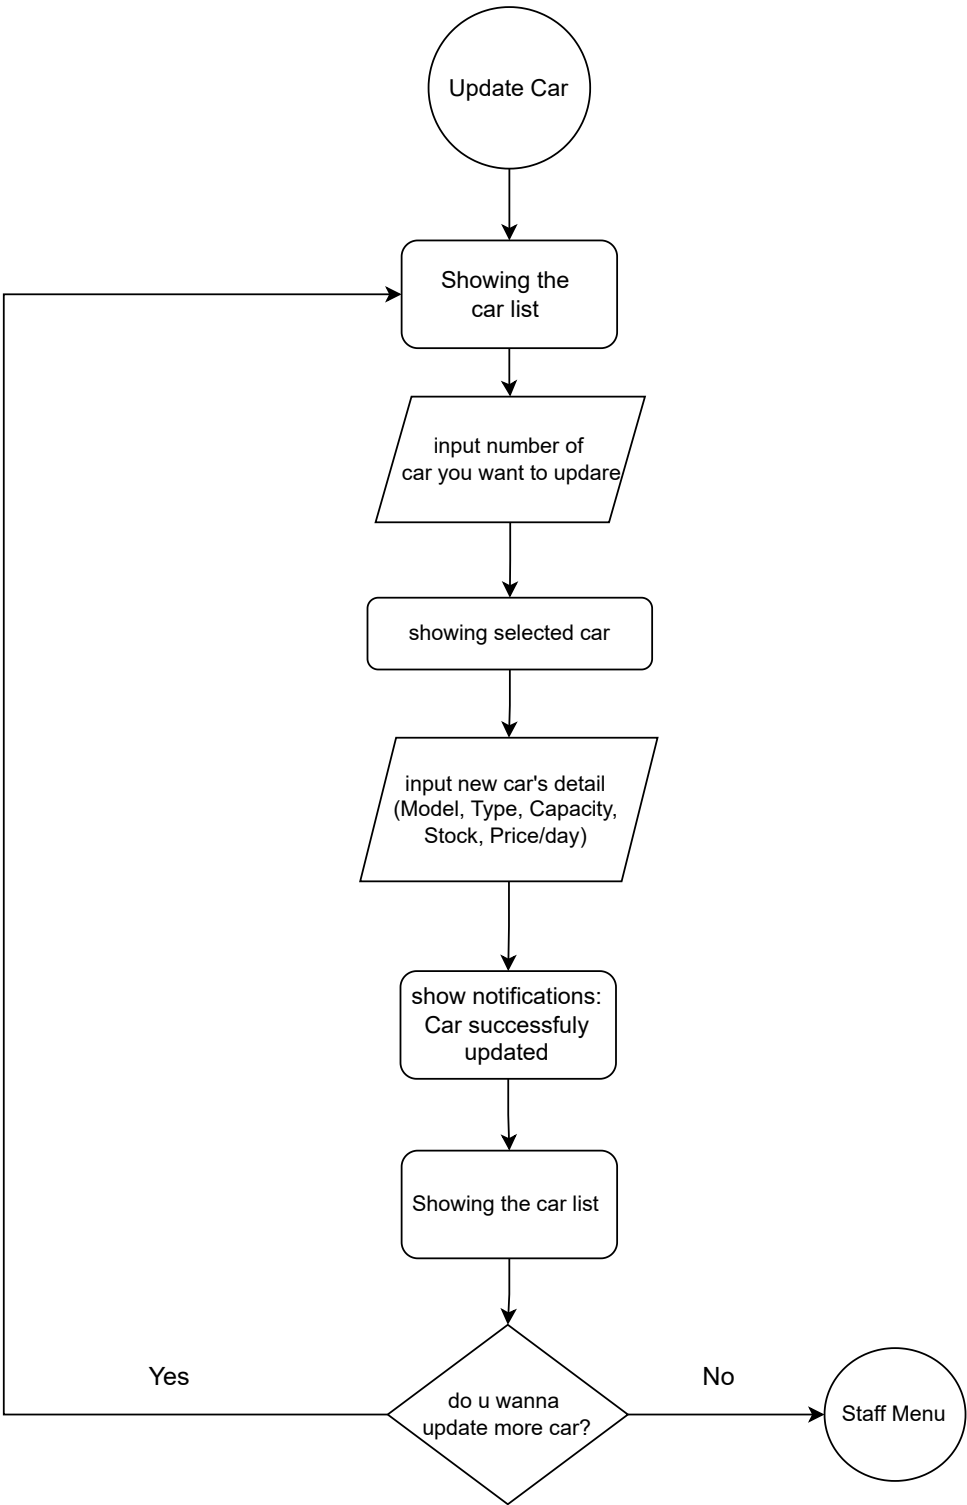 Update Car
Showing the
car list
input number of
car you want to updare
showing selected car
input new car's detail
(Model, Type, Capacity,
Stock, Price/day)
show notifications:
Car successfuly
updated
Showing the car list
Yes
No
do u wanna
update more car?
Staff Menu